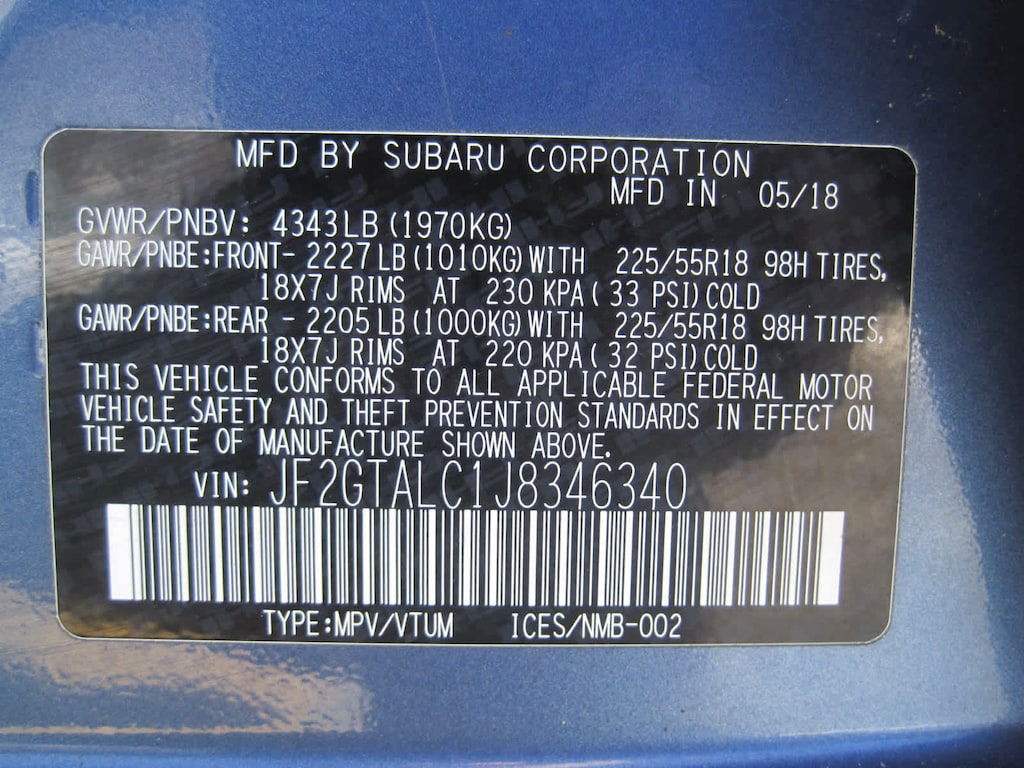 MFD BY SUBARU CORPORATION
MFD IN 05/18
GVWR/PNBV: 4343LB (1970KG)
GAWR/PNBE:FRONT- 2227LB (1010KG) WITH 225/55R18 98H TIRES,
18X7J RIMS AT 230 KPA ( 33 PSI) COLD
GAWR/PNBE:REAR - 2205LB (1000KG) WITH 225/55R18 98H TIRES,
18X7J RIMS AT 220 KPA ( 32 PSI) COLD
THIS VEHICLE CONFORMS TO ALL APPLICABLE FEDERAL MOTOR
VEHICLE SAFETY AND THEFT PREVENTION STANDARDS IN EFFECT ON
THE DATE OF MANUFACTURE SHOWN ABOVE.
VIN: JF2GTALC1J8346340
TYPE:MPV/VTUM ICES/NMB-002